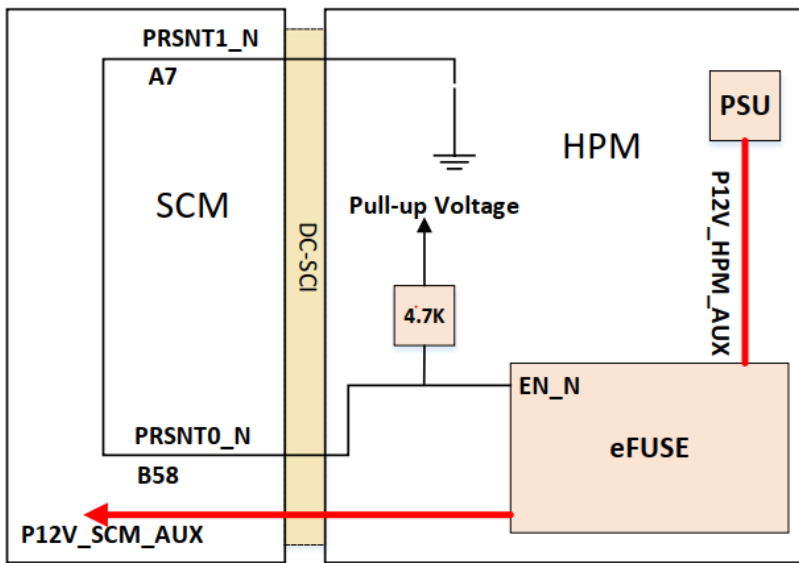 PRSNT1_N
A7
PSU
HPM
SCM
Pull-up Voltage
DC-SCI
P12V_HPM_AUX
4.7K
EN_N
eFUSE
PRSNT0_N
B58
P12V_SCM_AUX